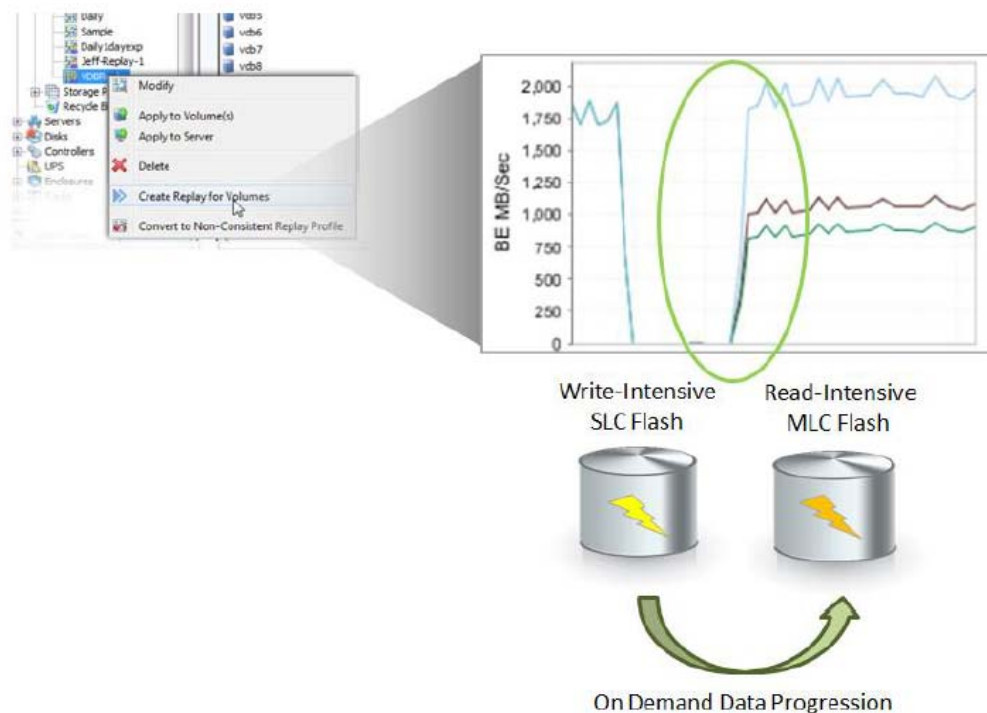 Daily
Sample
Daily1dayexp
Jeff-Replay-1
Storage
Recycle B
Servers
Disks
Controllers
UPS
Enclosures
vdb5
vdb6
vdb7
vdb8
Modify
Apply to Volume(s)
Apply to Server
Delete
Create Replay for Volumes
Convert to Non-Consistent Replay Profile
BE MB/Sec
2,000
1,750
1,500
1,250
1,000
750
500
250
0
Write-Intensive
SLC Flash
Read-Intensive
MLC Flash
On Demand Data Progression